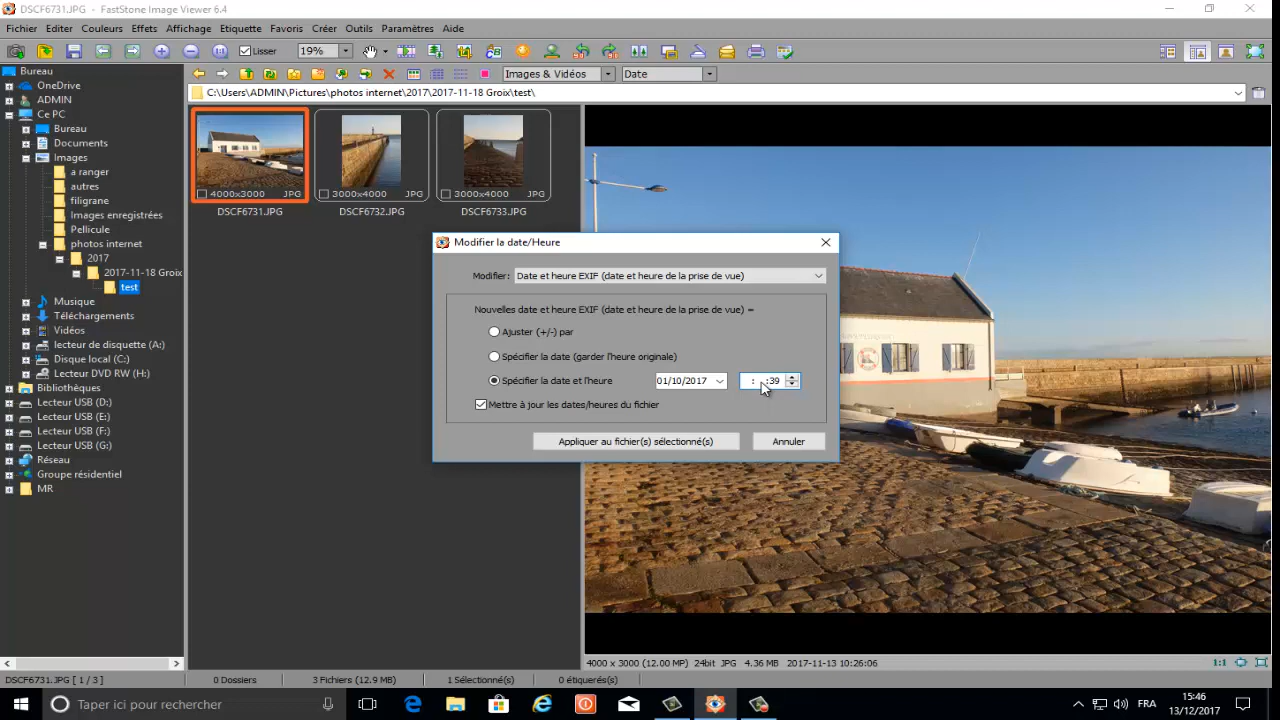 DSCF6731.JPG - FastStone Image Viewer 6.4
Fichier Editer Couleurs Effets Affichage Etiquette Favoris Créer Outils Paramètres Aide
Lisser 19%
Bureau
OneDrive
ADMIN
Ce PC
Bureau
Documents
Images
a ranger
autres
filigrane
Images enregistrées
Pellicule
photos internet
2017
2017-11-18 Groix
test
Musique
Téléchargements
Vidéos
lecteur de disquette (A:)
Disque local (C:)
Lecteur DVD RW (H:)
Bibliothèques
Lecteur USB (D:)
Lecteur USB (E:)
Lecteur USB (F:)
Lecteur USB (G:)
Réseau
Groupe résidentiel
MR
Images & Vidéos Date
C:\Users\ADMIN\Pictures\photos internet\2017\2017-11-18 Groix\test\
4000x3000 JPG 3000x4000 JPG 3000x4000 JPG
DSCF6731.JPG DSCF6732.JPG DSCF6733.JPG
Modifier la date/Heure
Modifier: Date et heure EXIF (date et heure de la prise de vue)
Nouvelles date et heure EXIF (date et heure de la prise de vue) =
Ajuster (+/-) par
Spécifier la date (garder l'heure originale)
Spécifier la date et l'heure 01/10/2017 : :39
Mettre à jour les dates/heures du fichier
Appliquer au fichier(s) sélectionné(s) Annuler
4000 x 3000 (12.00 MP) 24bit JPG 4.36 MB 2017-11-13 10:26:06 1:1
DSCF6731.JPG [ 1 / 3 ] 0 Dossiers 3 Fichiers (12.9 MB) 1 Sélectionné(s) 0 étiqueté(s)
Taper ici pour rechercher
FRA
15:46
13/12/2017